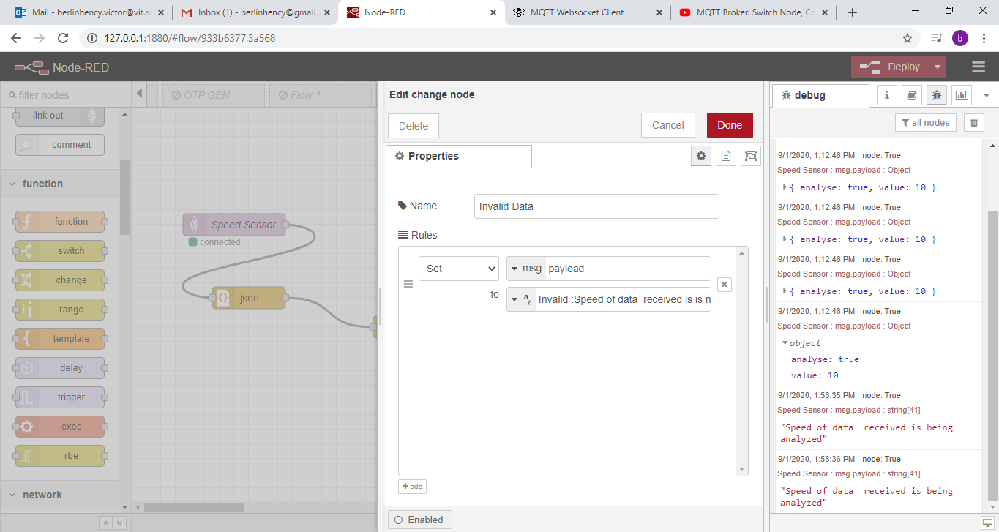 Mail - berlinhency.victor@vit.a
Inbox (1) - berlinhency@gmail.
Node-RED
MQTT Websocket Client
MQTT Broker: Switch Node, Co
127.0.0.1:1880/#flow/933b6377.3a568
b
Node-RED
Deploy
filter nodes
OTP GEN
Flow 1
link out
comment
function
function
switch
change
range
template
delay
trigger
exec
rbe
network
Speed Sensor
connected
json
Edit change node
Delete
Cancel
Done
Properties
Name
Invalid Data
Rules
Set
msg. payload
to
a
z
Invalid :Speed of data  received is is n
add
Enabled
debug
i
all nodes
9/1/2020, 1:12:46 PM node: True
Speed Sensor : msg.payload : Object
{ analyse: true, value: 10 }
9/1/2020, 1:12:46 PM node: True
Speed Sensor : msg.payload : Object
{ analyse: true, value: 10 }
9/1/2020, 1:12:46 PM node: True
Speed Sensor : msg.payload : Object
{ analyse: true, value: 10 }
9/1/2020, 1:12:46 PM node: True
Speed Sensor : msg.payload : Object
object
analyse: true
value: 10
9/1/2020, 1:58:35 PM node: True
Speed Sensor : msg.payload : string[41]
"Speed of data  received is being
analyzed"
9/1/2020, 1:58:36 PM node: True
Speed Sensor : msg.payload : string[41]
"Speed of data  received is being
analyzed"